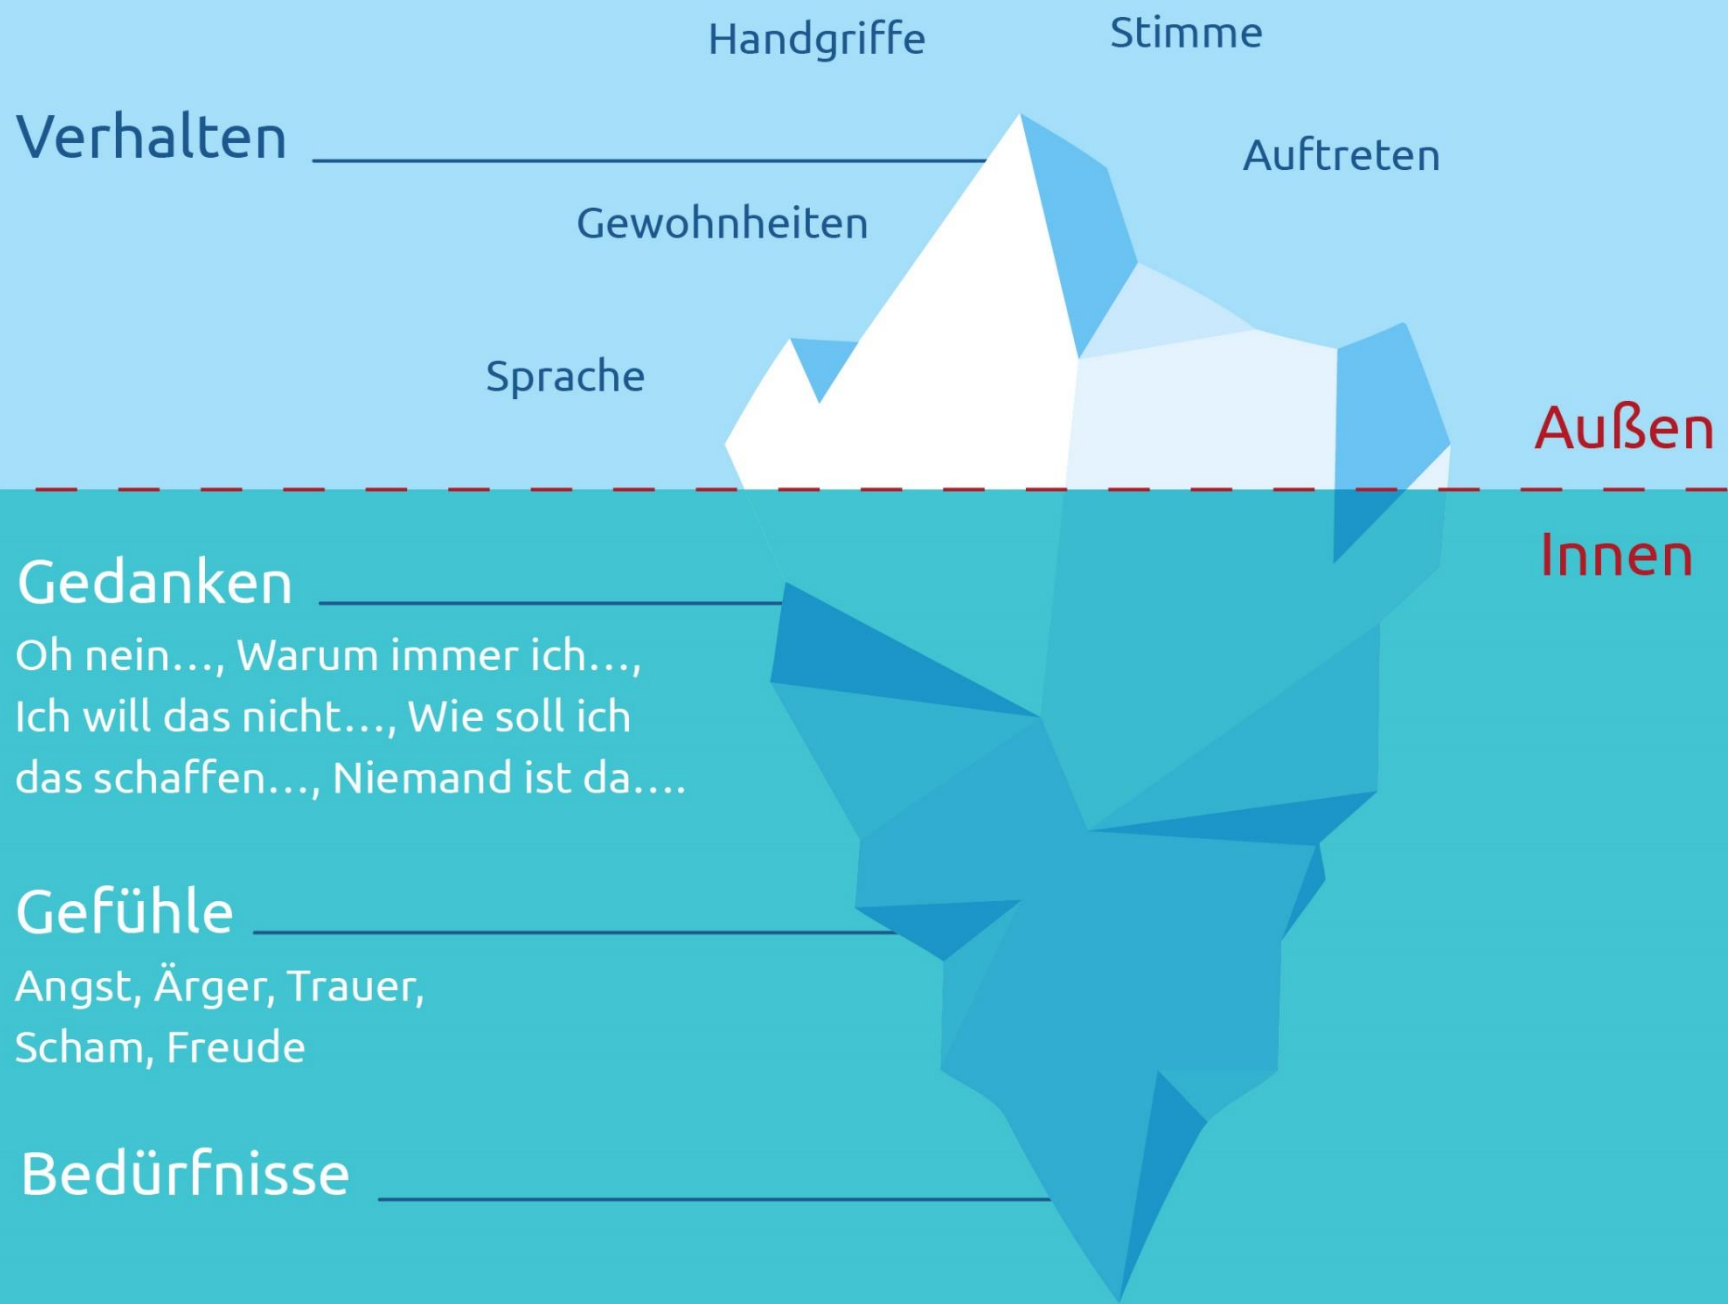 Handgriffe
Stimme
Verhalten
Auftreten
Gewohnheiten
Sprache
Außen
Innen
Gedanken
Oh nein…, Warum immer ich…,
Ich will das nicht…, Wie soll ich
das schaffen…, Niemand ist da….
Gefühle
Angst, Ärger, Trauer,
Scham, Freude
Bedürfnisse